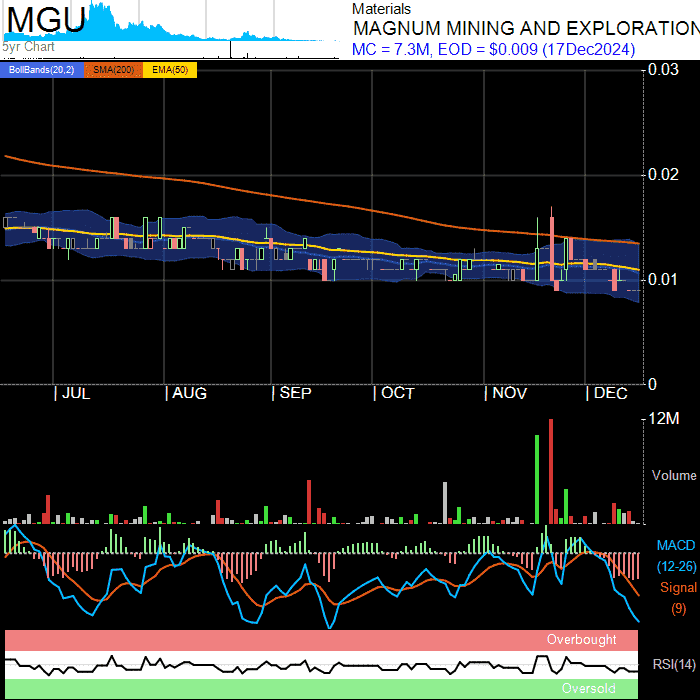 MGU
5yr Chart
Materials
MAGNUM MINING AND EXPLORATION
MC = 7.3M, EOD = $0.009 (17Dec2024)
BollBands(20,2) SMA(200) EMA(50)
0.03
0.02
0.01
0
JUL AUG SEP OCT NOV DEC
12M
Volume
MACD
(12-26)
Signal
(9)
Overbought
RSI(14)
Oversold